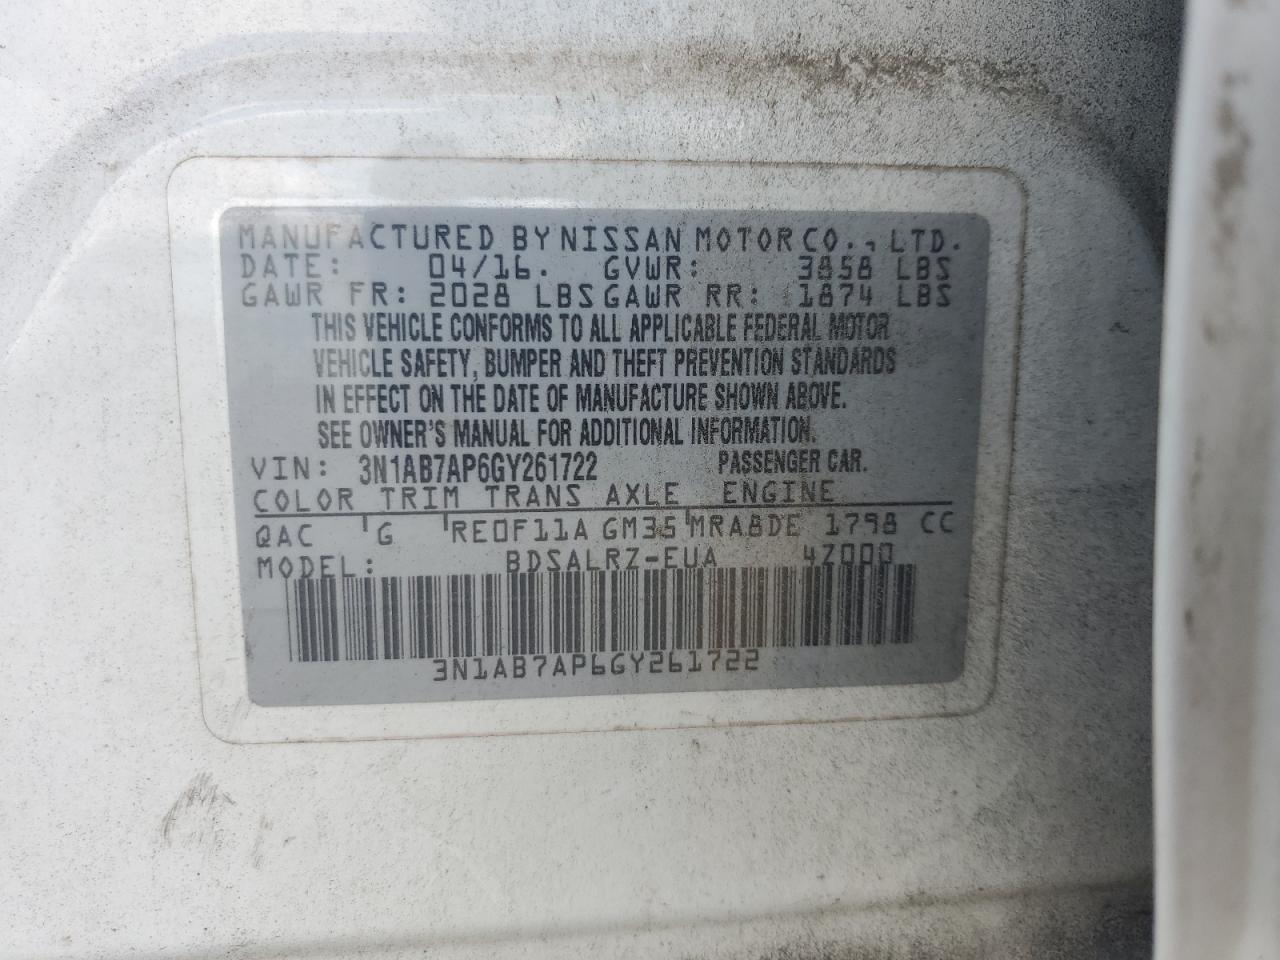 MANUFACTURED BY NISSAN MOTOR CO., LTD.
DATE: 04/16. GVWR: 3858 LBS
GAWR FR: 2028 LBS GAWR RR: 1874 LBS
THIS VEHICLE CONFORMS TO ALL APPLICABLE FEDERAL MOTOR
VEHICLE SAFETY, BUMPER AND THEFT PREVENTION STANDARDS
IN EFFECT ON THE DATE OF MANUFACTURE SHOWN ABOVE.
SEE OWNER'S MANUAL FOR ADDITIONAL INFORMATION.
VIN: 3N1AB7AP6GY261722 PASSENGER CAR.
COLOR TRIM TRANS AXLE ENGINE
QAC G RE0F11A GM35 MRA8DE 1798 CC
MODEL: BDSALRZ-EUA 4Z000
3N1AB7AP6GY261722